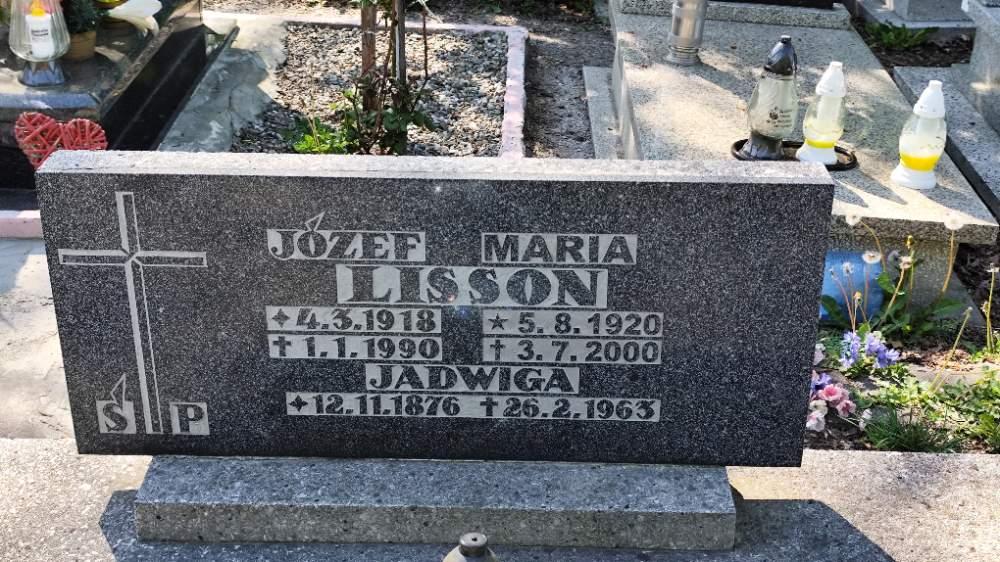 JÓZEF MARIA
LISSON
✦ 4.3.1918 ★ 5.8.1920
✝ 1.1.1990 ✝ 3.7.2000
JADWIGA
✦ 12.11.1876 ✝ 26.2.1963
Ś P